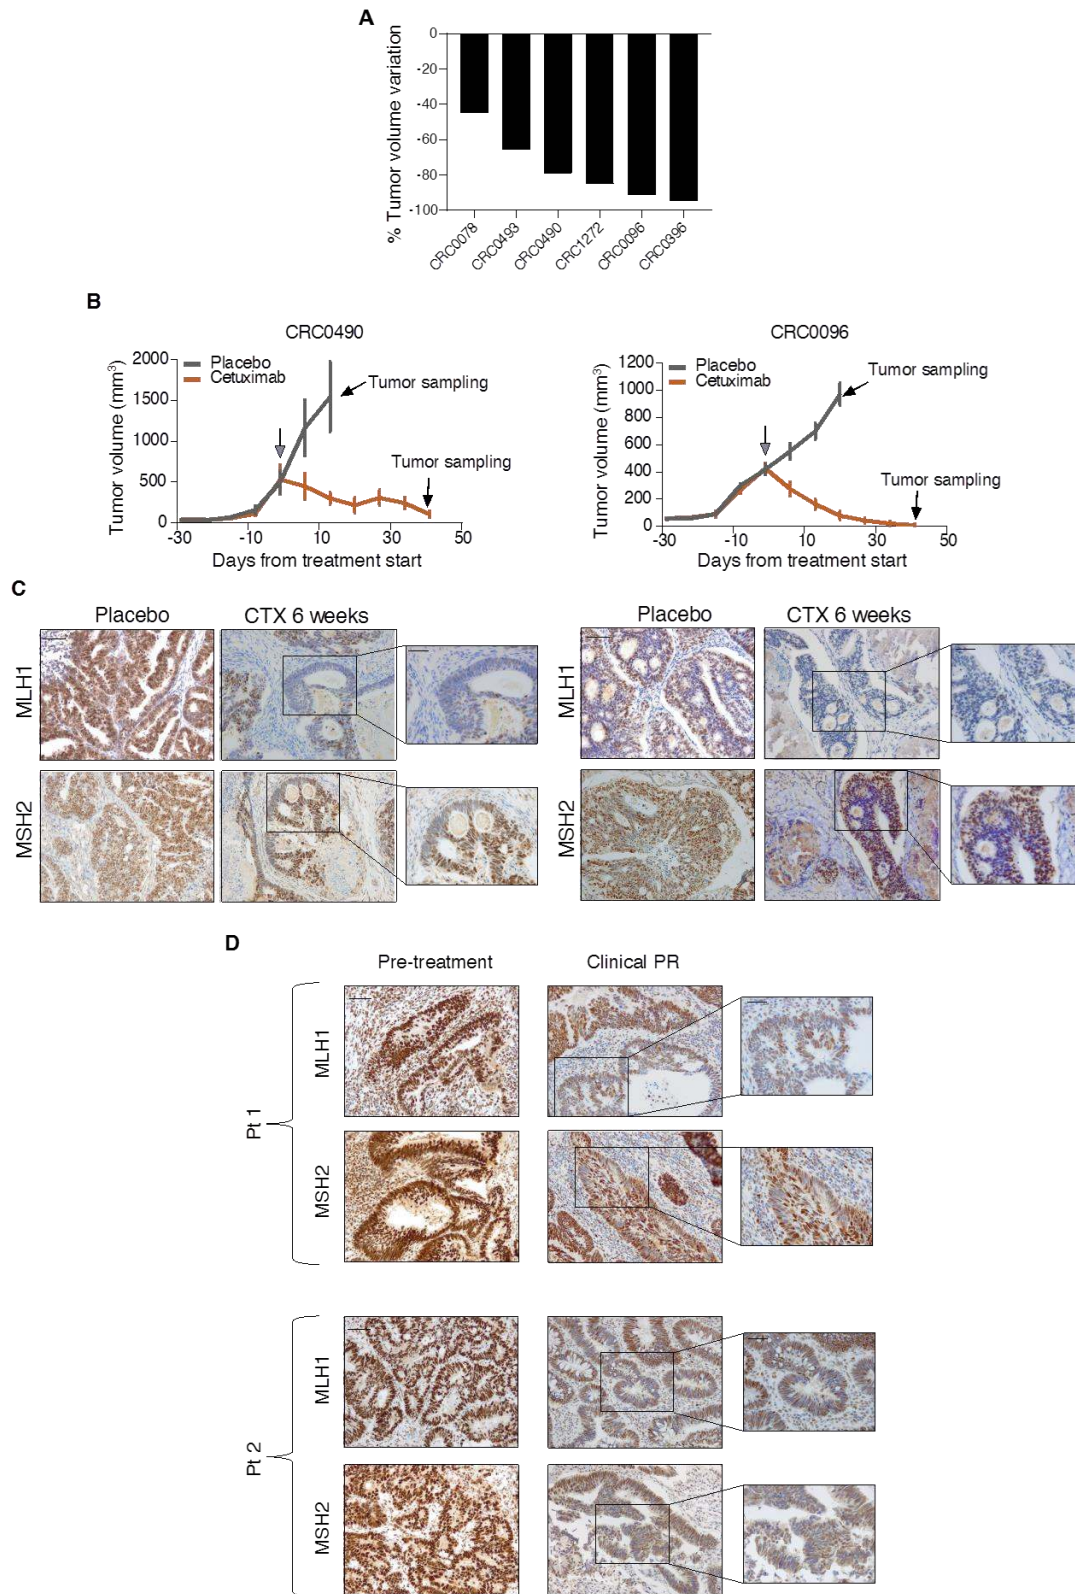 A
% Tumor volume variation
0
-20
-40
-60
-80
-100
CRC0078
CRC0493
CRC0490
CRC1272
CRC0096
CRC0396
B
CRC0490
Placebo
Cetuximab
Tumor volume (mm³)
2000
1500
1000
500
0
Tumor sampling
Tumor sampling
-30
-10
10
30
50
Days from treatment start
CRC0096
Placebo
Cetuximab
Tumor volume (mm³)
1200
1000
800
600
400
200
0
Tumor sampling
Tumor sampling
-30
-10
10
30
50
Days from treatment start
C
Placebo
CTX 6 weeks
MLH1
MSH2
Placebo
CTX 6 weeks
MLH1
MSH2
D
Pre-treatment
Clinical PR
Pt 1
MLH1
MSH2
Pt 2
MLH1
MSH2